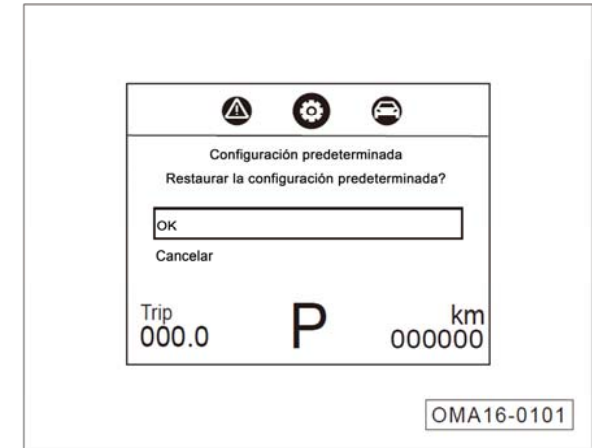 Configuración predeterminada
Restaurar la configuración predeterminada?
OK
Cancelar
Trip
000.0
P
km
000000
OMA16-0101